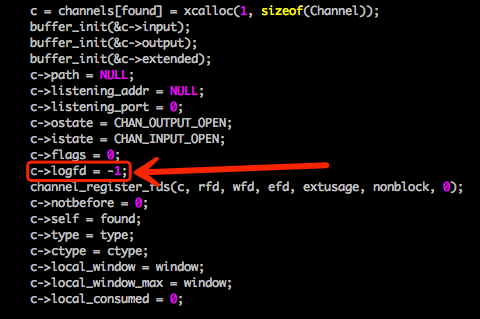 c = channels[found] = xcalloc(1, sizeof(Channel));
buffer_init(&c->input);
buffer_init(&c->output);
buffer_init(&c->extended);
c->path = NULL;
c->listening_addr = NULL;
c->listening_port = 0;
c->ostate = CHAN_OUTPUT_OPEN;
c->istate = CHAN_INPUT_OPEN;
c->flags = 0;
c->logfd = -1;
channel_register_fds(c, rfd, wfd, efd, extusage, nonblock, 0);
c->notbefore = 0;
c->self = found;
c->type = type;
c->ctype = ctype;
c->local_window = window;
c->local_window_max = window;
c->local_consumed = 0;